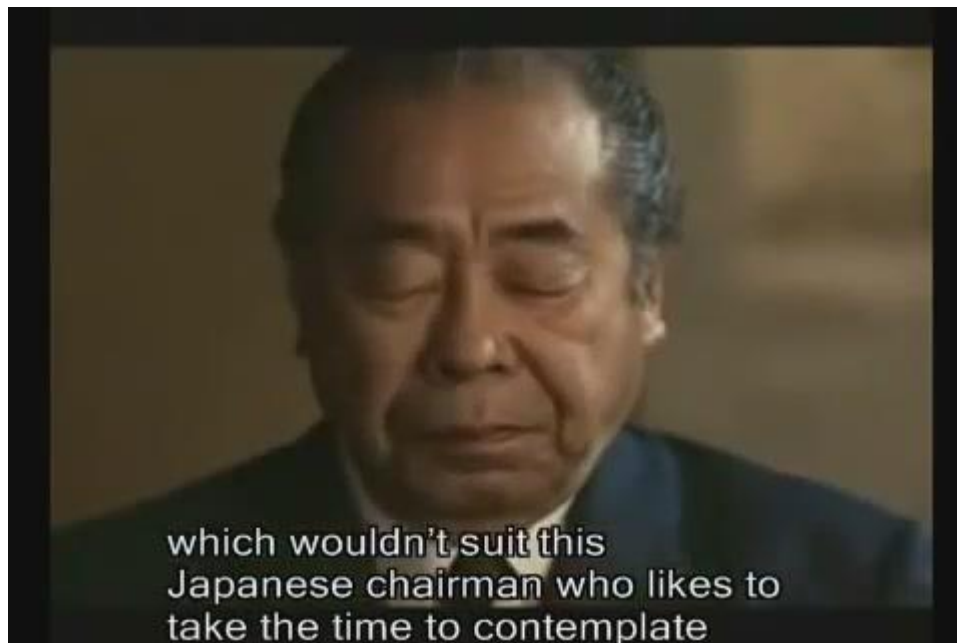 which wouldn't suit this
Japanese chairman who likes to
take the time to contemplate